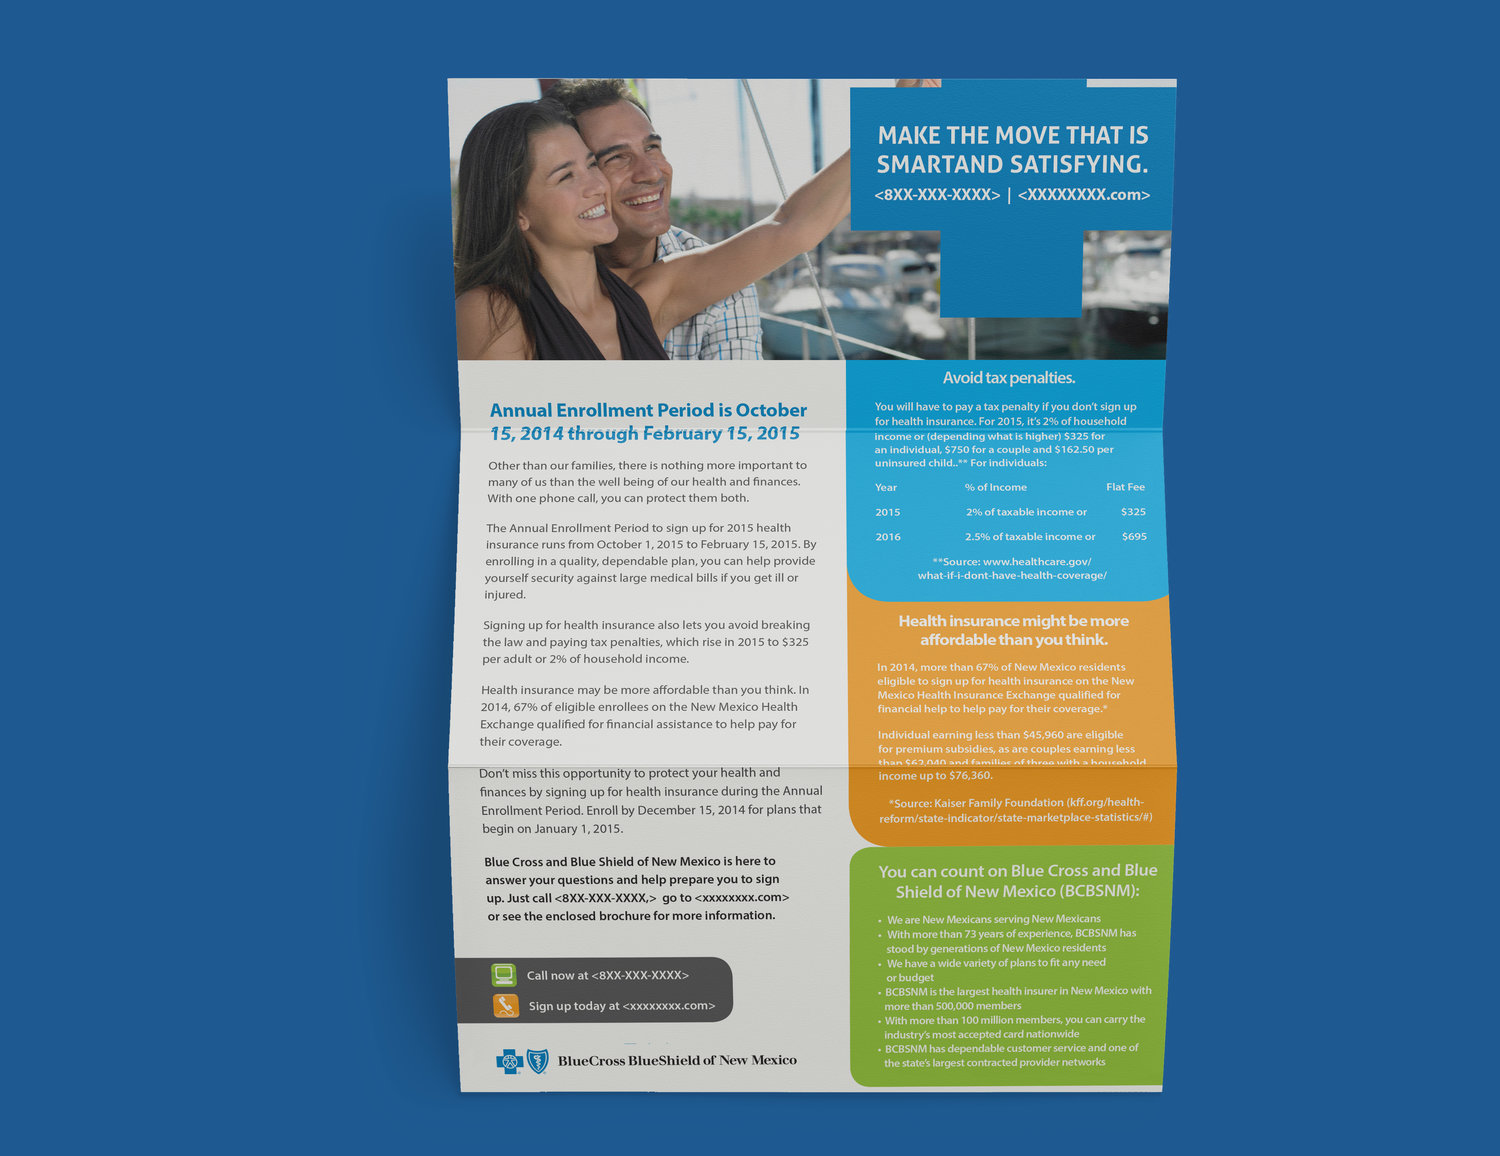 MAKE THE MOVE THAT IS
SMARTAND SATISFYING.
<8XX-XXX-XXXX> | <XXXXXXXX.com>
Annual Enrollment Period is October
15, 2014 through February 15, 2015
Other than our families, there is nothing more important to
many of us than the well being of our health and finances.
With one phone call, you can protect them both.
The Annual Enrollment Period to sign up for 2015 health
insurance runs from October 1, 2015 to February 15, 2015. By
enrolling in a quality, dependable plan, you can help provide
yourself security against large medical bills if you get ill or
injured.
Signing up for health insurance also lets you avoid breaking
the law and paying tax penalties, which rise in 2015 to $325
per adult or 2% of household income.
Health insurance may be more affordable than you think. In
2014, 67% of eligible enrollees on the New Mexico Health
Exchange qualified for financial assistance to help pay for
their coverage.
Don't miss this opportunity to protect your health and
finances by signing up for health insurance during the Annual
Enrollment Period. Enroll by December 15, 2014 for plans that
begin on January 1, 2015.
Blue Cross and Blue Shield of New Mexico is here to
answer your questions and help prepare you to sign
up. Just call <8XX-XXX-XXXX,> go to <xxxxxxxx.com>
or see the enclosed brochure for more information.
Call now at <8XX-XXX-XXXX>
Sign up today at <xxxxxxxx.com>
BlueCross BlueShield of New Mexico
Avoid tax penalties.
You will have to pay a tax penalty if you don't sign up
for health insurance. For 2015, it's 2% of household
income or (depending what is higher) $325 for
an individual, $750 for a couple and $162.50 per
uninsured child..** For individuals:
Year % of Income Flat Fee
2015 2% of taxable income or $325
2016 2.5% of taxable income or $695
**Source: www.healthcare.gov/
what-if-i-dont-have-health-coverage/
Health insurance might be more
affordable than you think.
In 2014, more than 67% of New Mexico residents
eligible to sign up for health insurance on the New
Mexico Health Insurance Exchange qualified for
financial help to help pay for their coverage.*
Individual earning less than $45,960 are eligible
for premium subsidies, as are couples earning less
than $62,040 and families of three with a household
income up to $76,360.
*Source: Kaiser Family Foundation (kff.org/health-
reform/state-indicator/state-marketplace-statistics/#)
You can count on Blue Cross and Blue
Shield of New Mexico (BCBSNM):
• We are New Mexicans serving New Mexicans
• With more than 73 years of experience, BCBSNM has
stood by generations of New Mexico residents
• We have a wide variety of plans to fit any need
or budget
• BCBSNM is the largest health insurer in New Mexico with
more than 500,000 members
• With more than 100 million members, you can carry the
industry's most accepted card nationwide
• BCBSNM has dependable customer service and one of
the state's largest contracted provider networks